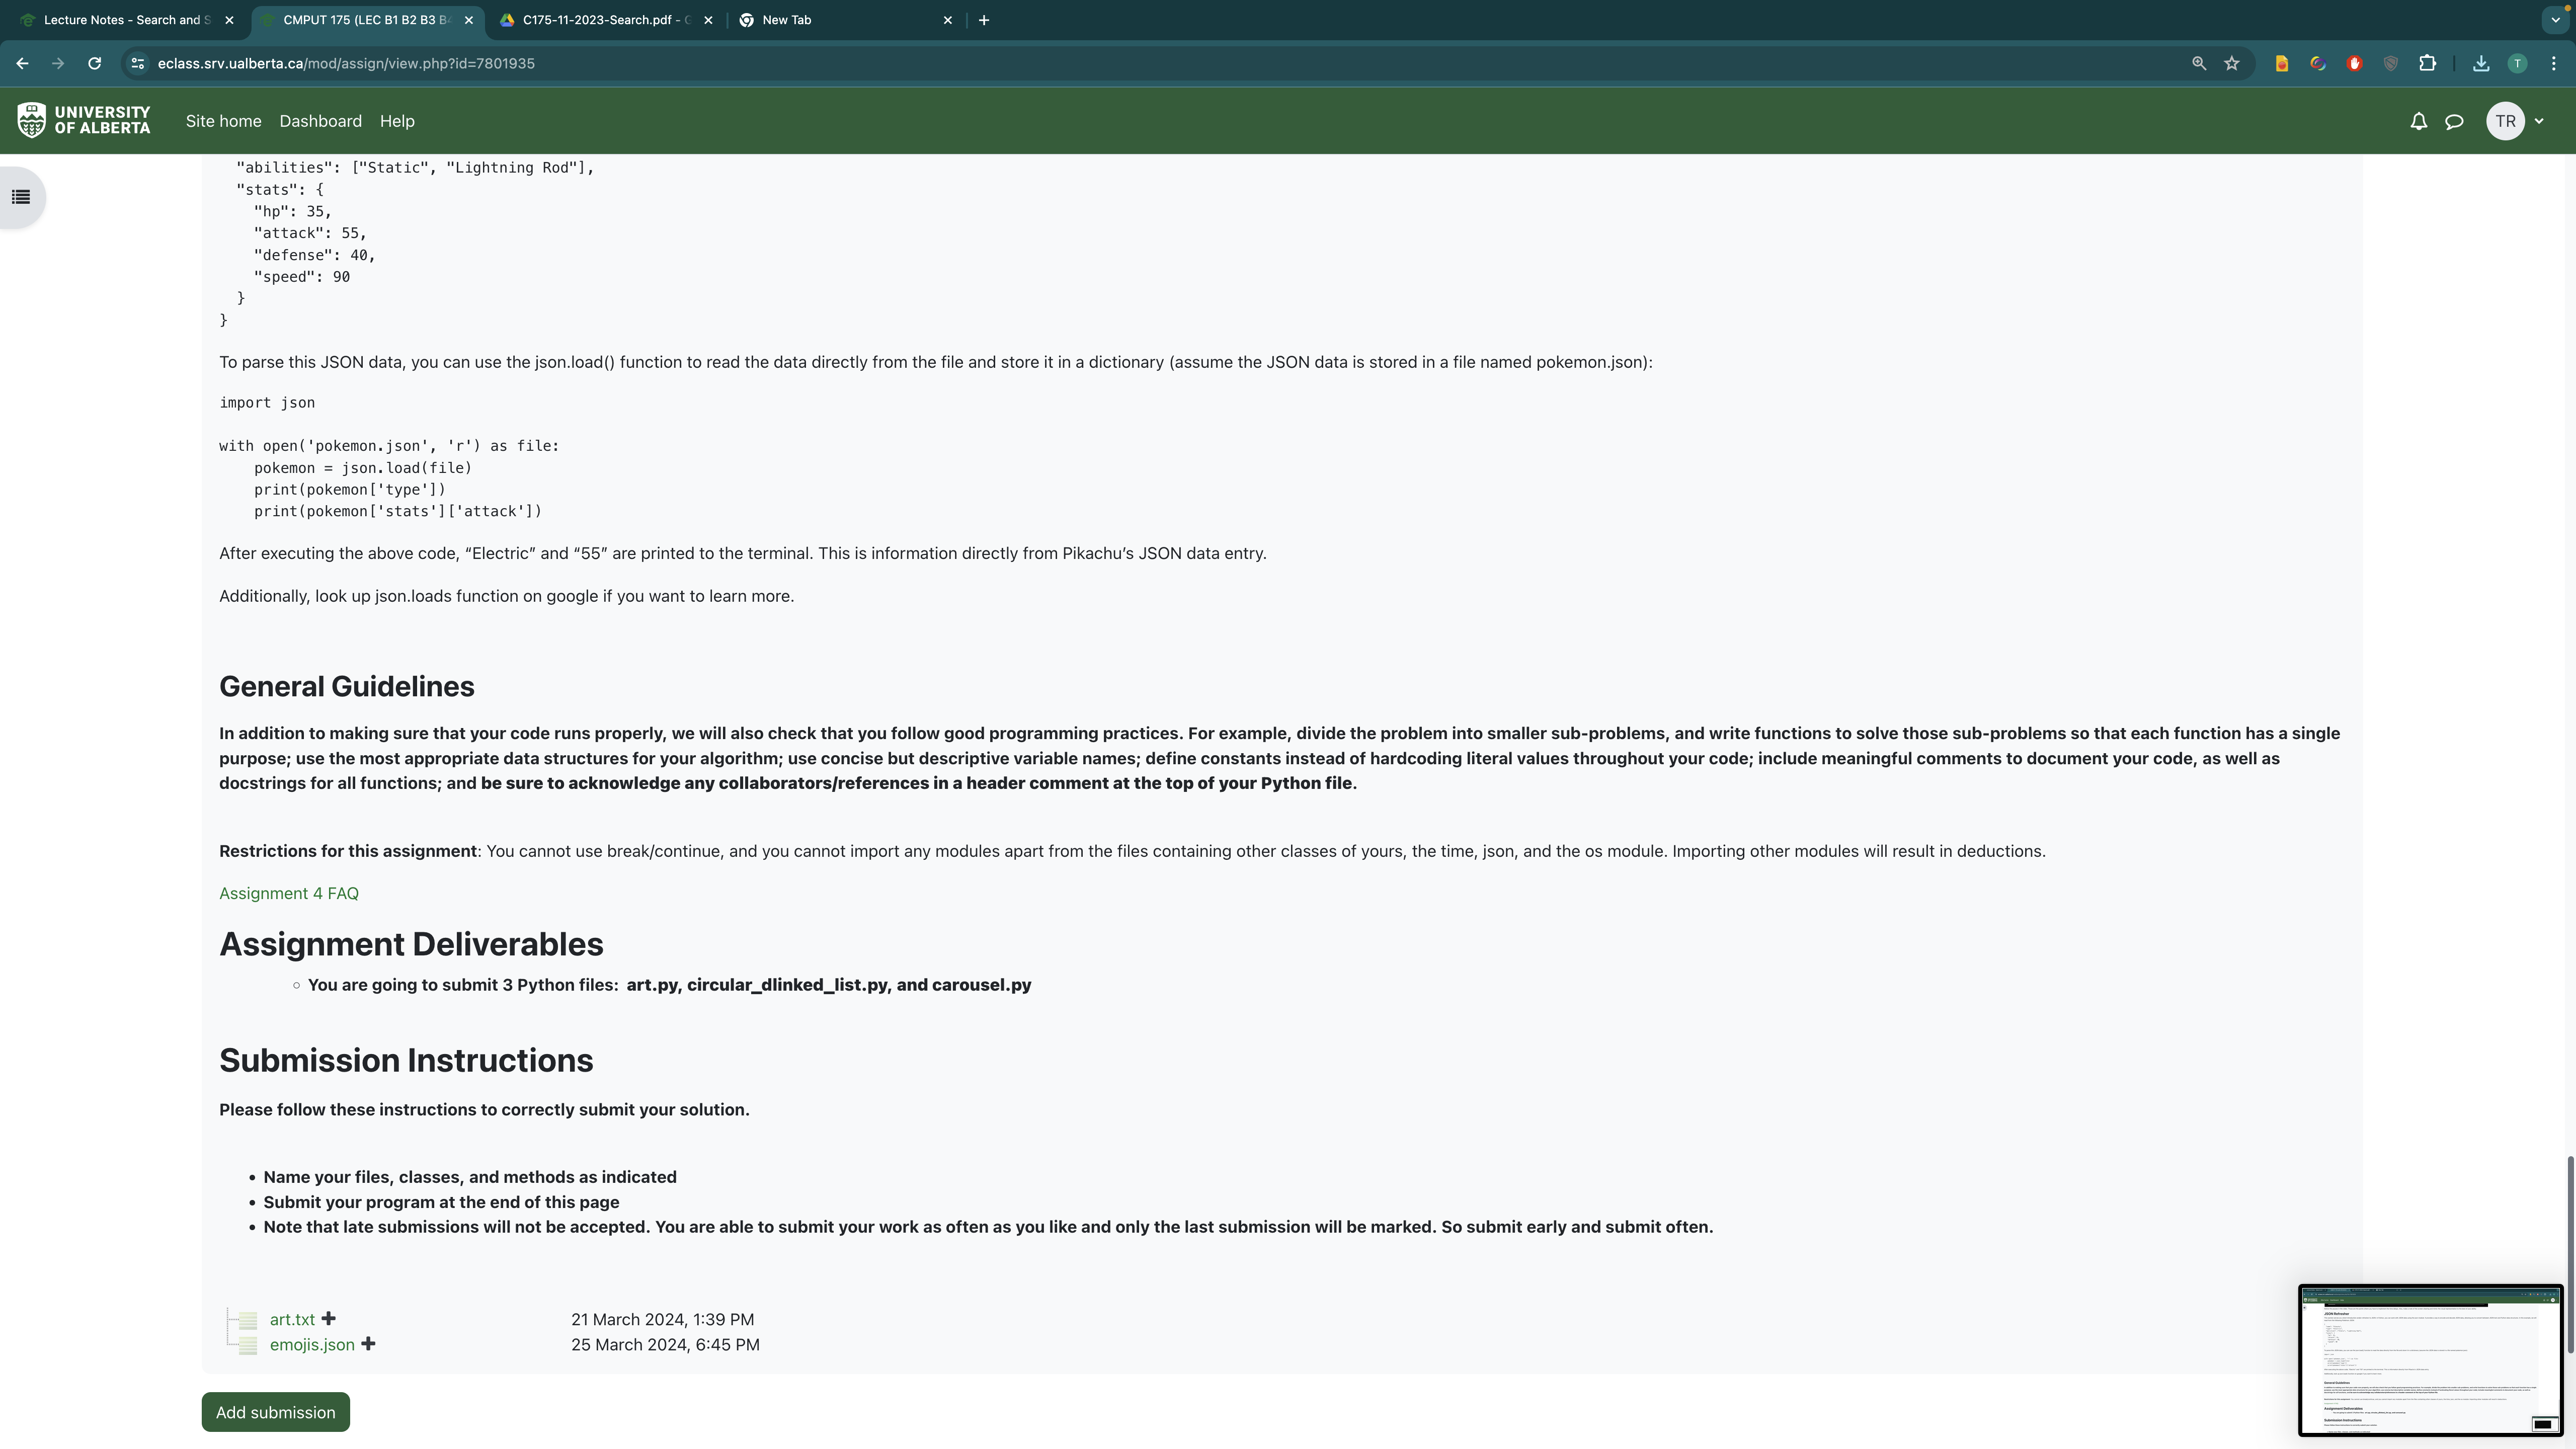 Lecture Notes - Search and S
CMPUT 175 (LEC B1 B2 B3 B4
C175-11-2023-Search.pdf - G
New Tab
eclass.srv.ualberta.ca/mod/assign/view.php?id=7801935
T
UNIVERSITY
OF ALBERTA
Site home
Dashboard
Help
TR
"abilities": ["Static", "Lightning Rod"],
"stats": {
"hp": 35,
"attack": 55,
"defense": 40,
"speed": 90
}
}
To parse this JSON data, you can use the json.load() function to read the data directly from the file and store it in a dictionary (assume the JSON data is stored in a file named pokemon.json):
import json
with open('pokemon.json', 'r') as file:
pokemon = json.load(file)
print(pokemon['type'])
print(pokemon['stats']['attack'])
After executing the above code, “Electric” and “55” are printed to the terminal. This is information directly from Pikachu’s JSON data entry.
Additionally, look up json.loads function on google if you want to learn more.
General Guidelines
In addition to making sure that your code runs properly, we will also check that you follow good programming practices. For example, divide the problem into smaller sub-problems, and write functions to solve those sub-problems so that each function has a single
purpose; use the most appropriate data structures for your algorithm; use concise but descriptive variable names; define constants instead of hardcoding literal values throughout your code; include meaningful comments to document your code, as well as
docstrings for all functions; and be sure to acknowledge any collaborators/references in a header comment at the top of your Python file.
Restrictions for this assignment: You cannot use break/continue, and you cannot import any modules apart from the files containing other classes of yours, the time, json, and the os module. Importing other modules will result in deductions.
Assignment 4 FAQ
Assignment Deliverables
You are going to submit 3 Python files: art.py, circular_dlinked_list.py, and carousel.py
Submission Instructions
Please follow these instructions to correctly submit your solution.
Name your files, classes, and methods as indicated
Submit your program at the end of this page
Note that late submissions will not be accepted. You are able to submit your work as often as you like and only the last submission will be marked. So submit early and submit often.
art.txt
21 March 2024, 1:39 PM
emojis.json
25 March 2024, 6:45 PM
Add submission